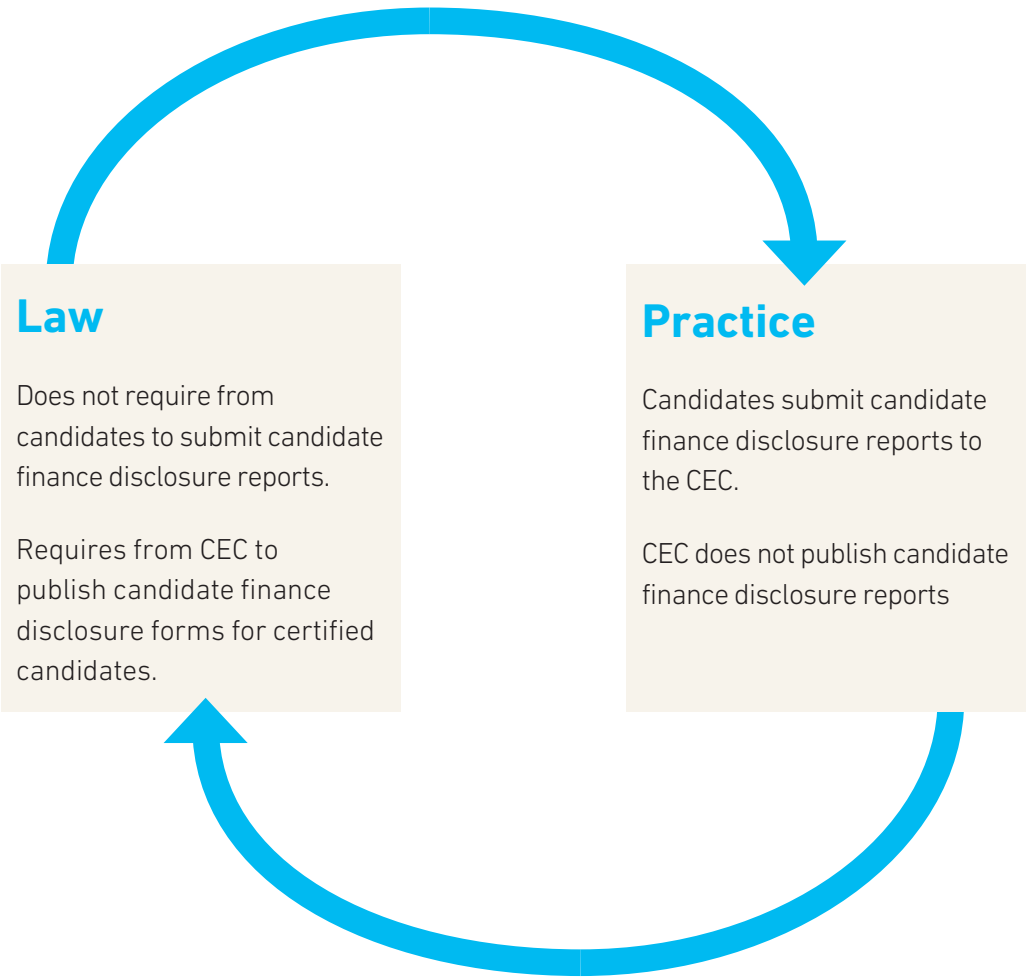 Law
Does not require from
candidates to submit candidate
finance disclosure reports.
Requires from CEC to
publish candidate finance
disclosure forms for certified
candidates.
Practice
Candidates submit candidate
finance disclosure reports to
the CEC.
CEC does not publish candidate
finance disclosure reports